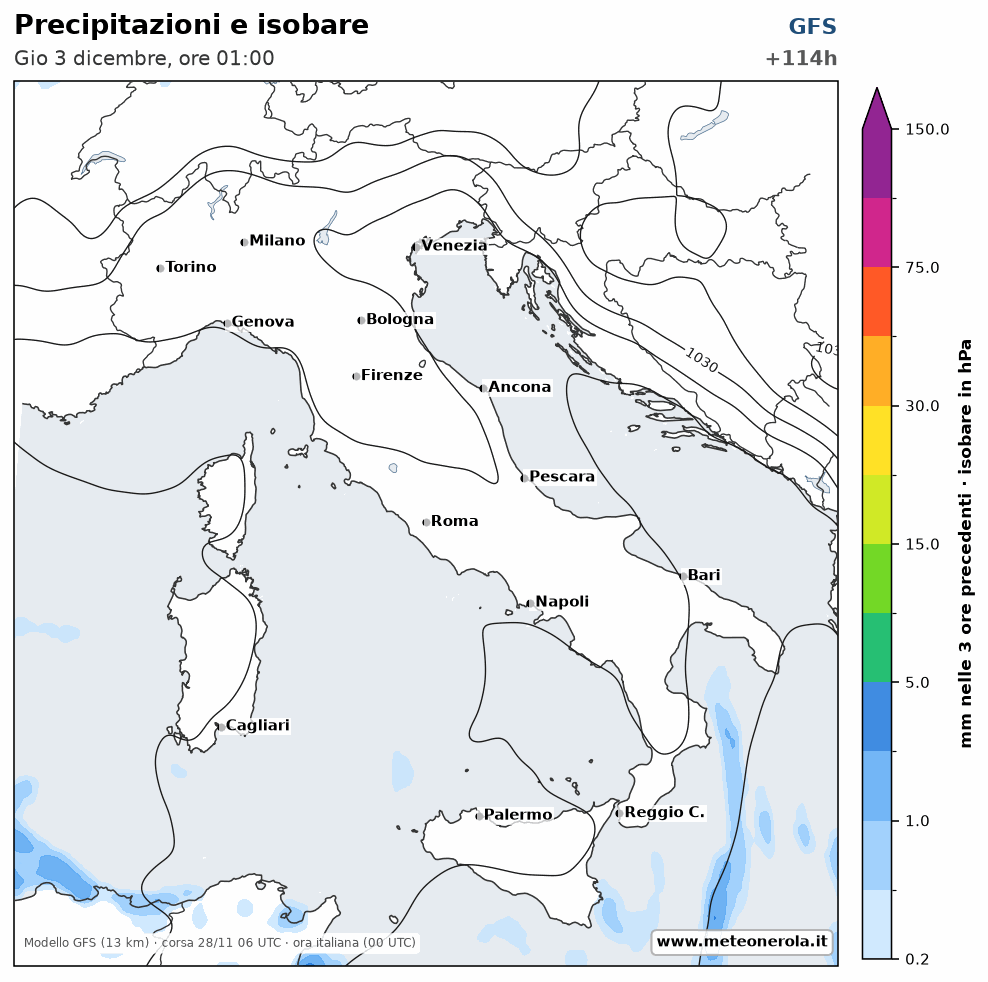 Precipitazioni e isobare
GFS
Gio 3 dicembre, ore 01:00
+114h
150.0
Milano
Venezia
Torino
75.0
Genova
Bologna
1030
Firenze
Ancona
30.0
Pescara
Roma
15.0
Bari
Napoli
5.0
Cagliari
Palermo
Reggio C.
1.0
mm nelle 3 ore precedenti · isobare in hPa
Modello GFS (13 km) · corsa 28/11 06 UTC · ora italiana (00 UTC)
www.meteonerola.it
0.2